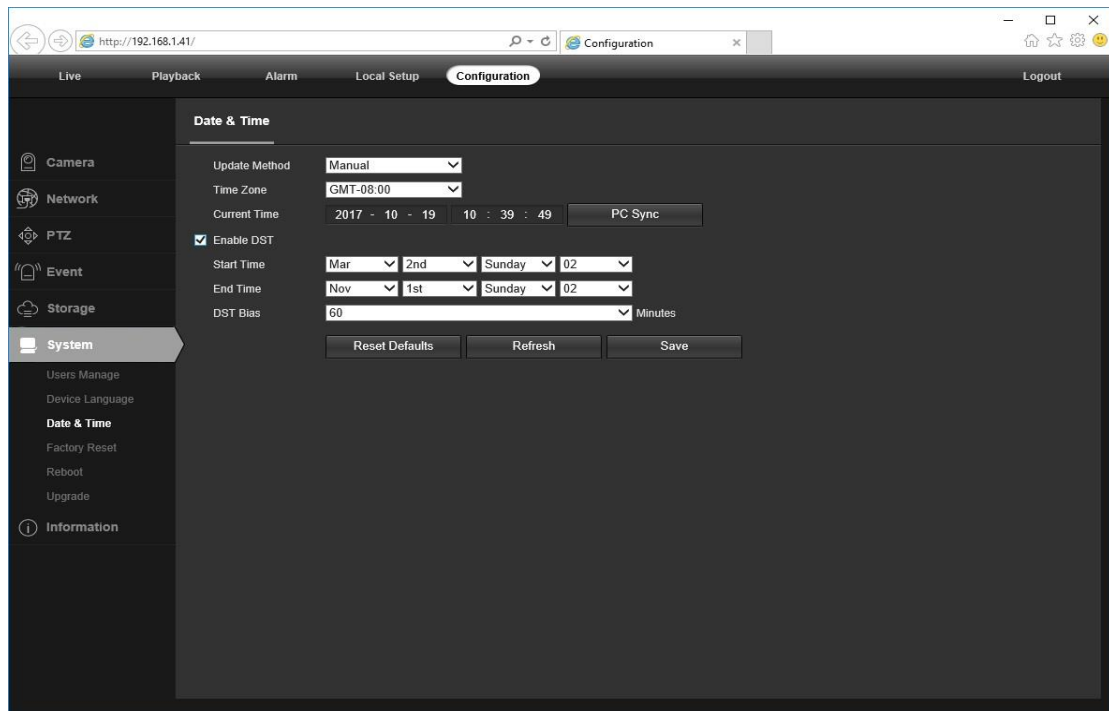 http://192.168.1.41/
Configuration
Live Playback Alarm Local Setup Configuration Logout
Date & Time
Camera
Network
PTZ
Event
Storage
System
Users Manage
Device Language
Date & Time
Factory Reset
Reboot
Upgrade
Information
Update Method Manual
Time Zone GMT-08:00
Current Time 2017 - 10 - 19 10 : 39 : 49 PC Sync
Enable DST
Start Time Mar 2nd Sunday 02
End Time Nov 1st Sunday 02
DST Bias 60 Minutes
Reset Defaults Refresh Save